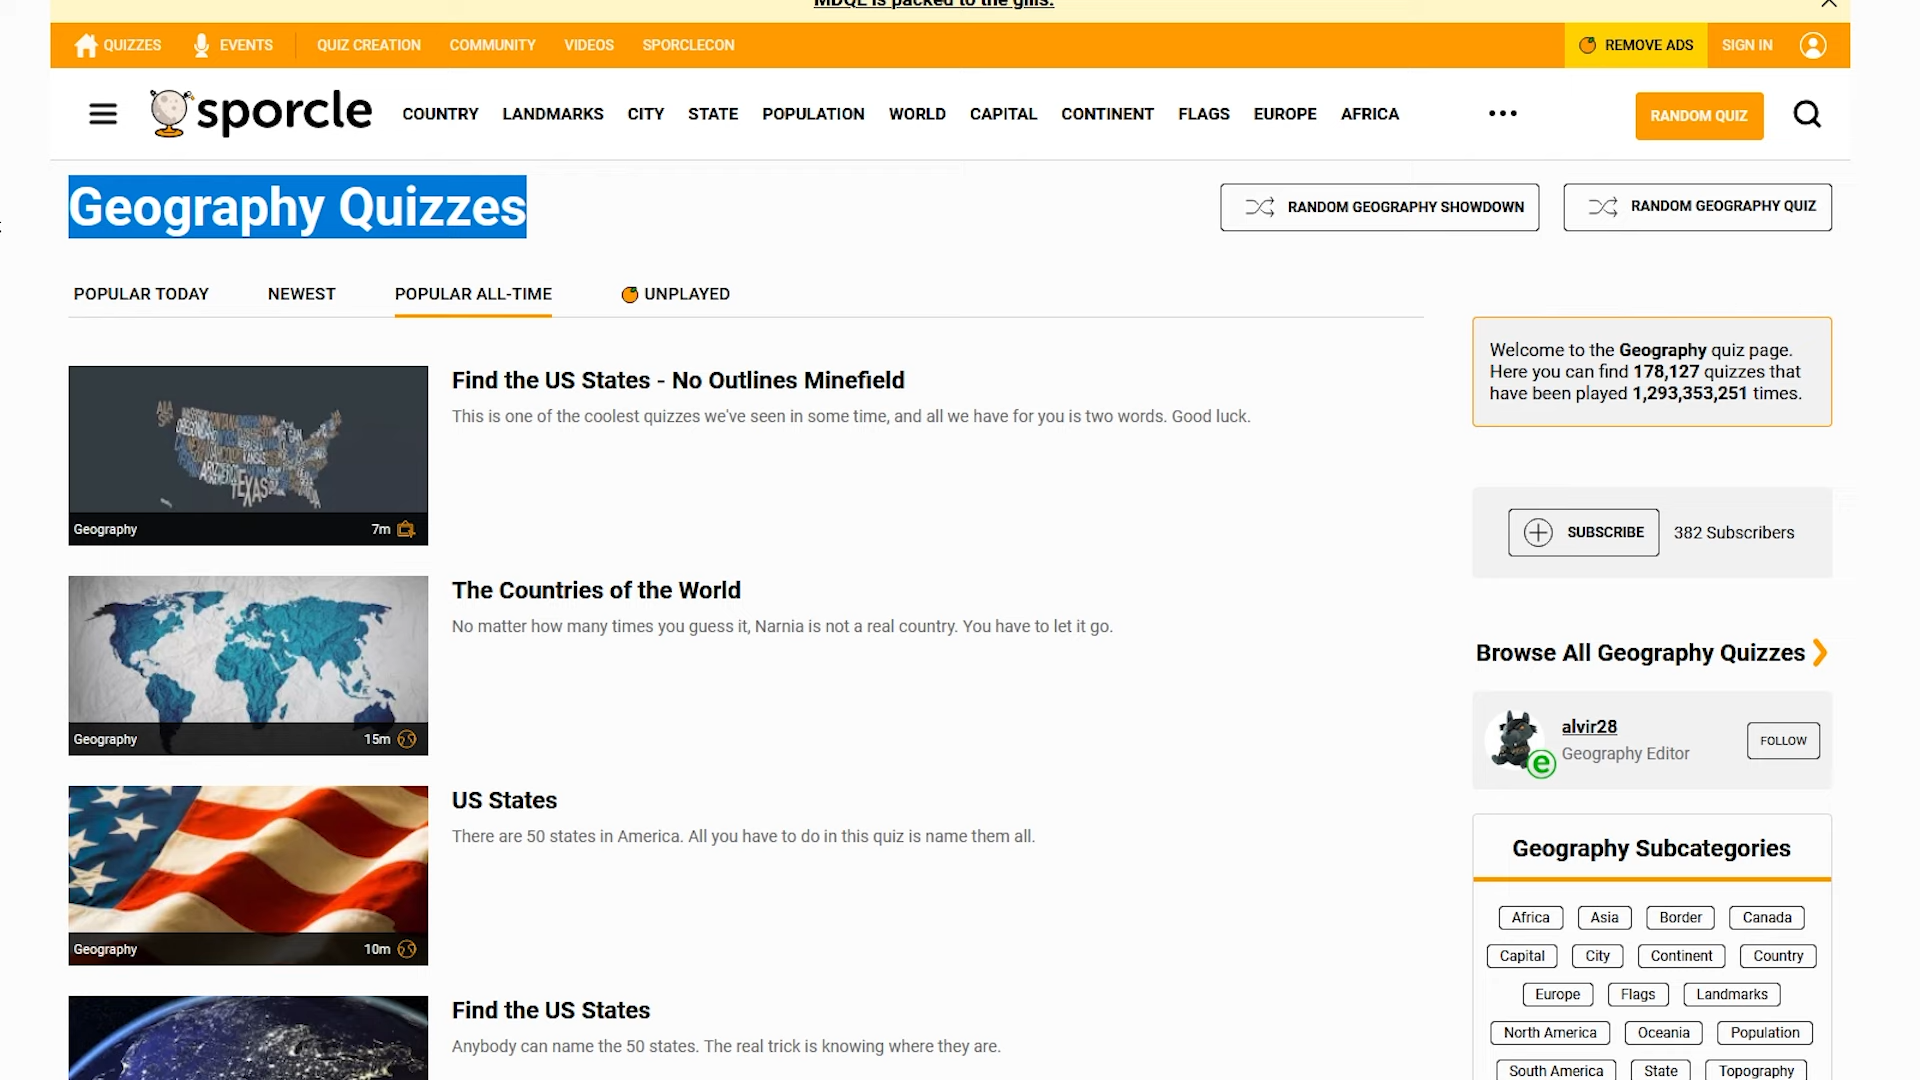 MDQL is packed to the gills.
QUIZZES EVENTS QUIZ CREATION COMMUNITY VIDEOS SPORCLECON REMOVE ADS SIGN IN
sporcle COUNTRY LANDMARKS CITY STATE POPULATION WORLD CAPITAL CONTINENT FLAGS EUROPE AFRICA ••• RANDOM QUIZ
Geography Quizzes
RANDOM GEOGRAPHY SHOWDOWN RANDOM GEOGRAPHY QUIZ
POPULAR TODAY NEWEST POPULAR ALL-TIME UNPLAYED
Find the US States - No Outlines Minefield
This is one of the coolest quizzes we've seen in some time, and all we have for you is two words. Good luck.
TEXAS
KANSAS
Geography 7m
The Countries of the World
No matter how many times you guess it, Narnia is not a real country. You have to let it go.
Geography 15m
US States
There are 50 states in America. All you have to do in this quiz is name them all.
Geography 10m
Find the US States
Anybody can name the 50 states. The real trick is knowing where they are.
Welcome to the Geography quiz page.
Here you can find 178,127 quizzes that
have been played 1,293,353,251 times.
SUBSCRIBE 382 Subscribers
Browse All Geography Quizzes
alvir28
Geography Editor
e
FOLLOW
Geography Subcategories
Africa Asia Border Canada
Capital City Continent Country
Europe Flags Landmarks
North America Oceania Population
South America State Topography